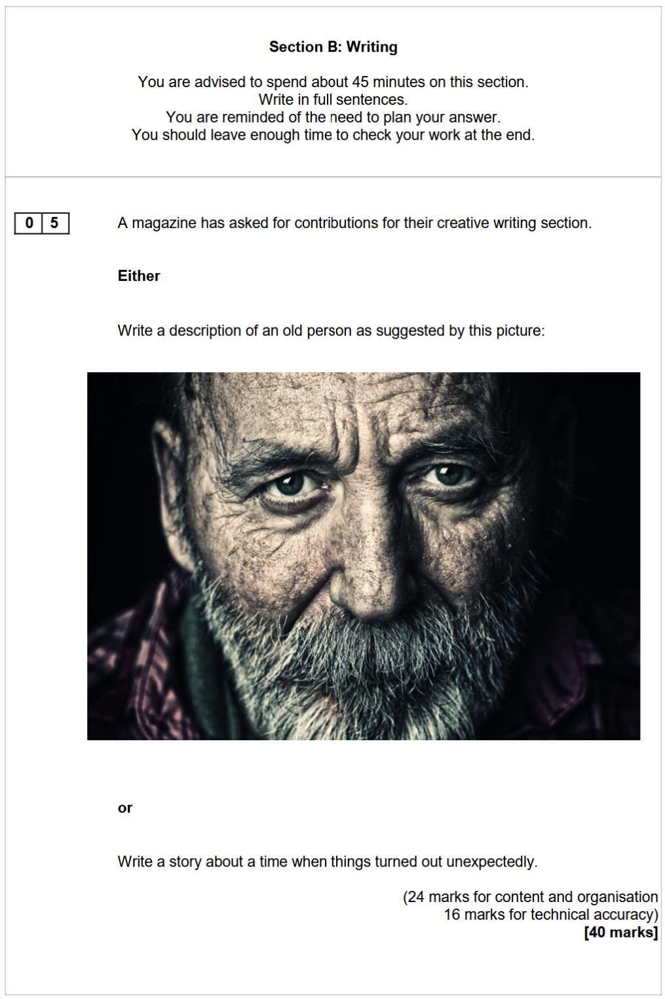 Section B: Writing
You are advised to spend about 45 minutes on this section.
Write in full sentences.
You are reminded of the need to plan your answer.
You should leave enough time to check your work at the end.
0 5
A magazine has asked for contributions for their creative writing section.
Either
Write a description of an old person as suggested by this picture:
or
Write a story about a time when things turned out unexpectedly.
(24 marks for content and organisation
16 marks for technical accuracy)
[40 marks]